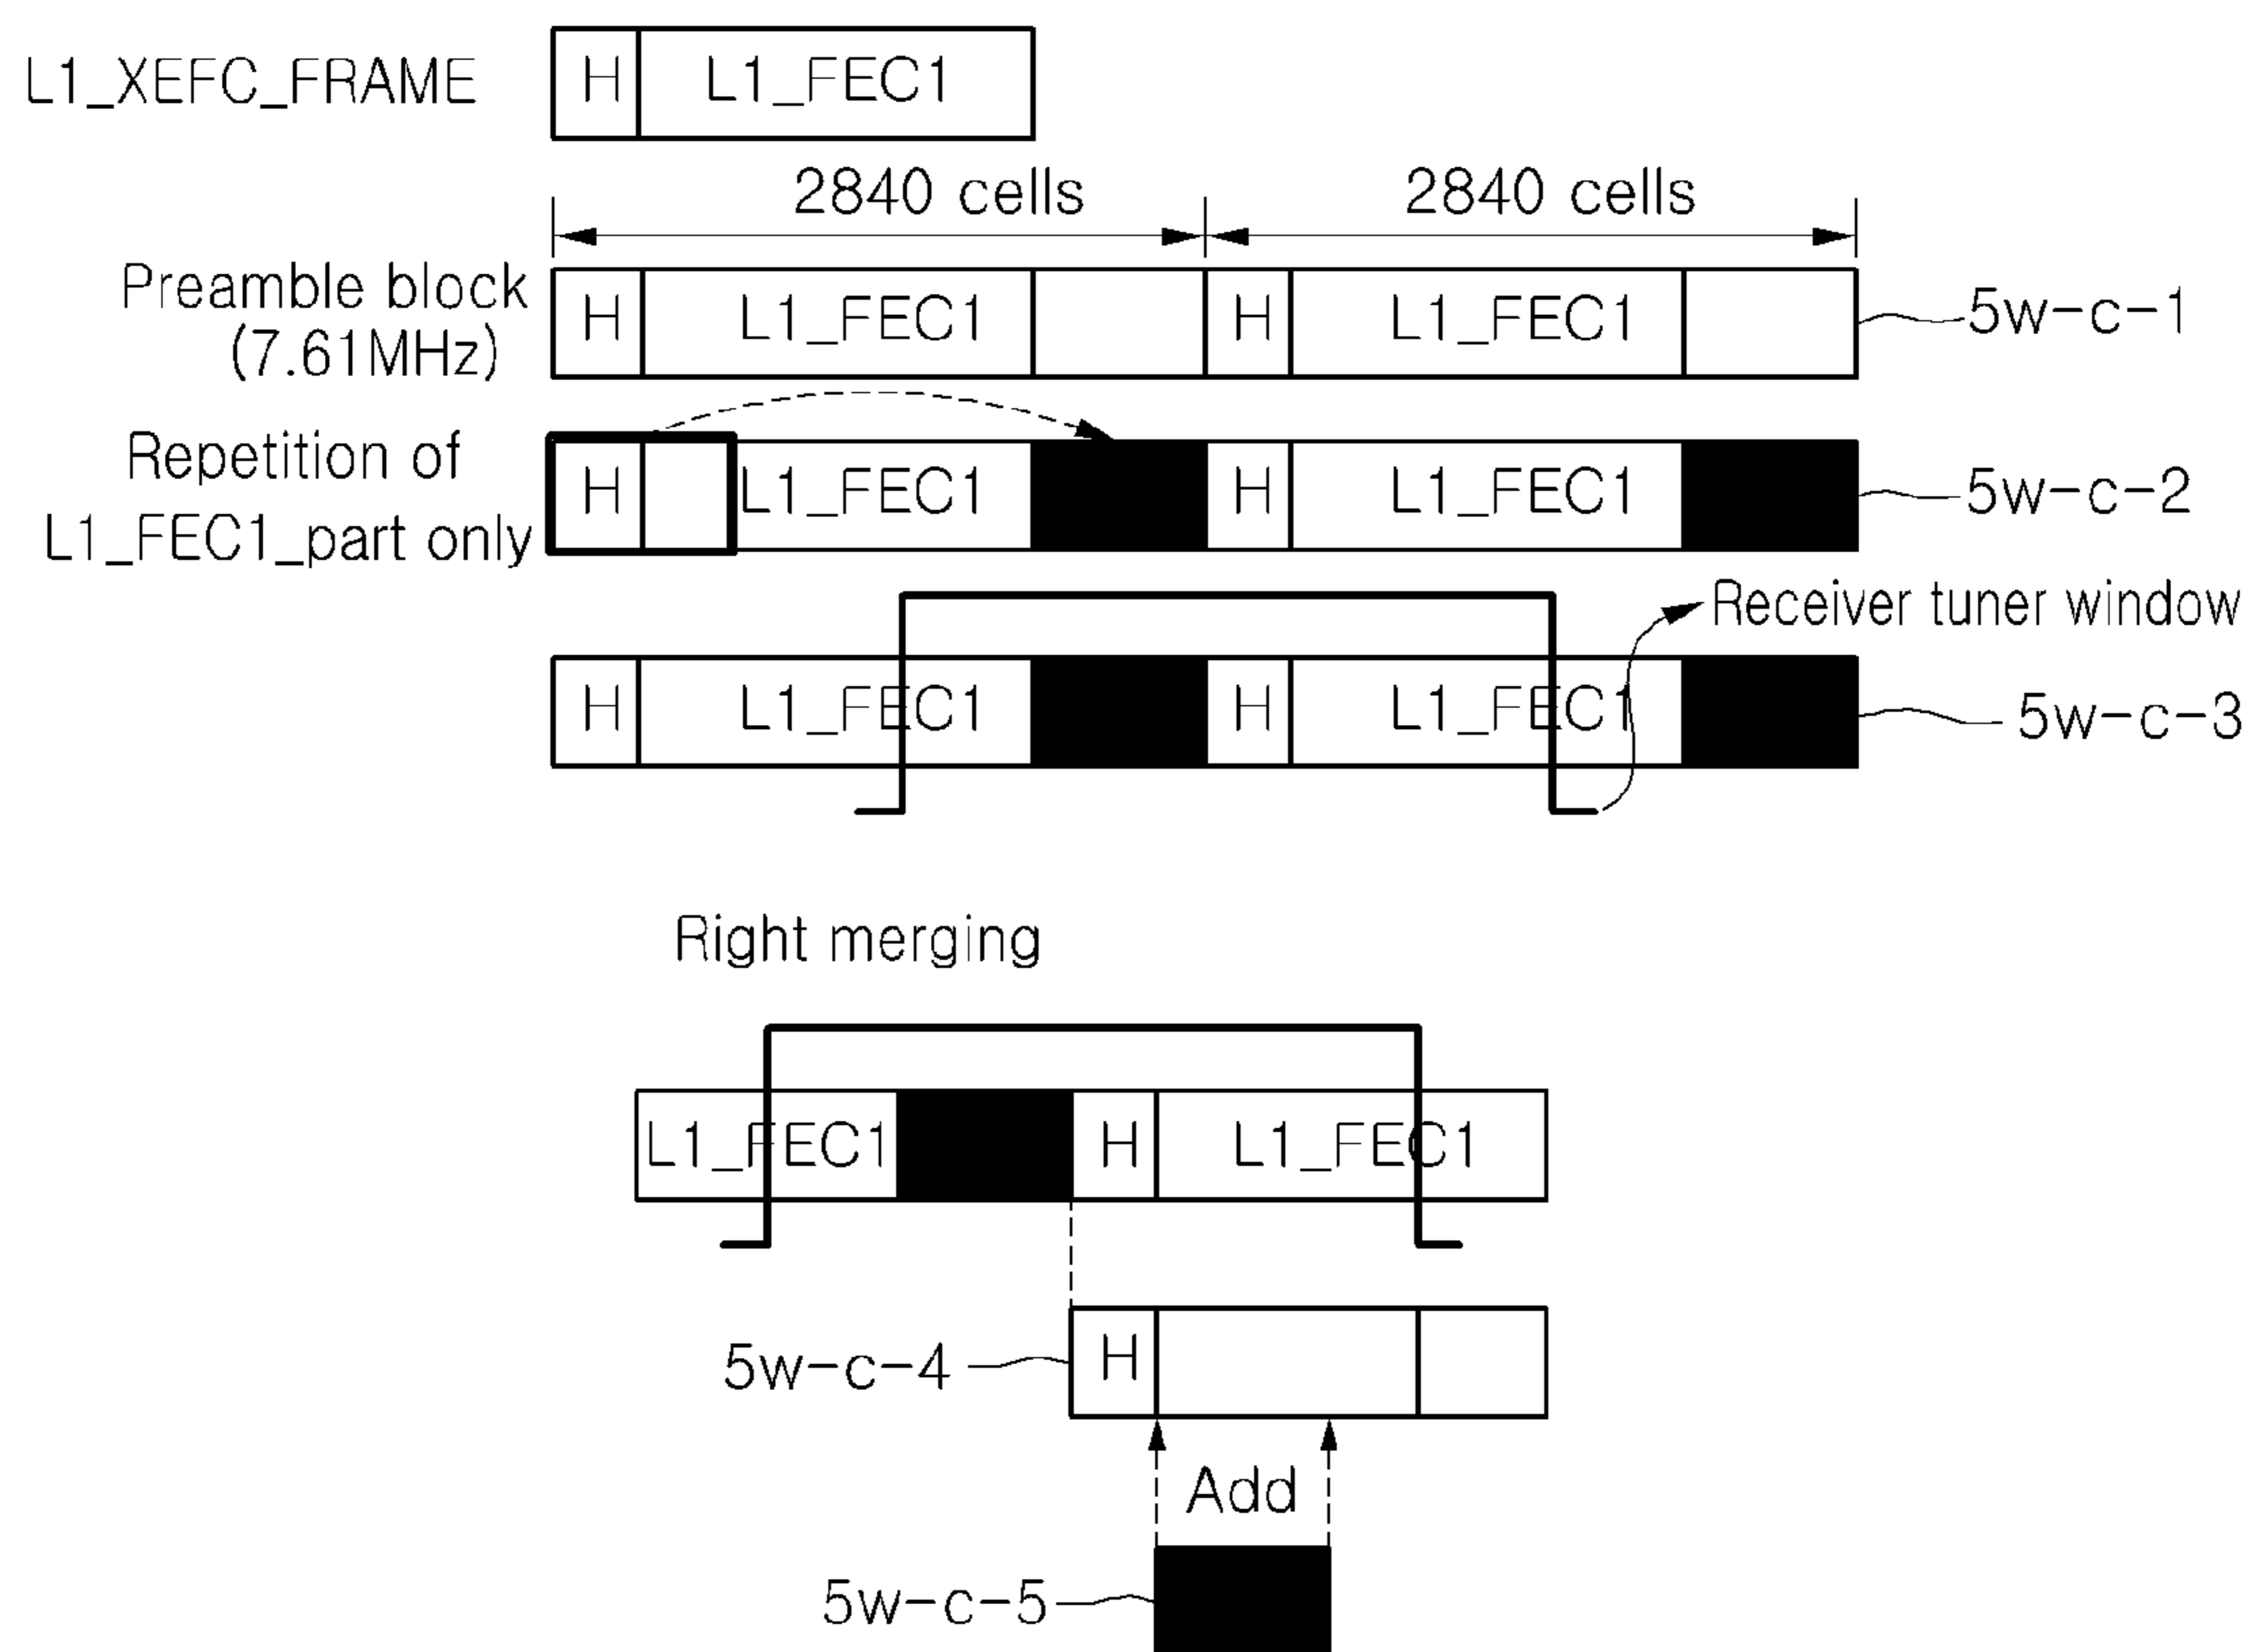 L1_XEFC_FRAME
H L1_FEC1
2840 cells 2840 cells
Preamble block
(7.61MHz)
H L1_FEC1 H L1_FEC1
5w-c-1
Repetition of
L1_FEC1_part only
H L1_FEC1 H L1_FEC1
5w-c-2
Receiver tuner window
H L1_FEC1 H L1_FEC1
5w-c-3
Right merging
L1_FEC1 H L1_FEC1
5w-c-4
H
Add
5w-c-5